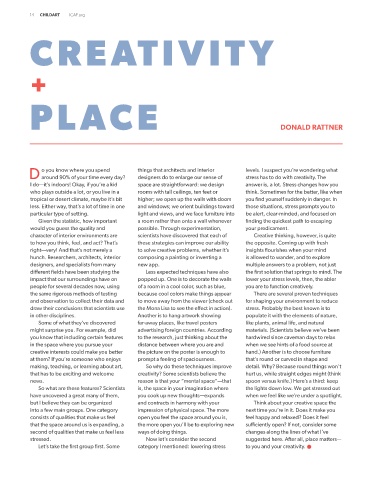 14 CHILDART ICAF.org
CREATIVITY
+
PLACE
DONALD RATTNER
Do you know where you spend
around 90% of your time every day?
I do—it's indoors! Okay, if you're a kid
who plays outside a lot, or you live in a
tropical or desert climate, maybe it's bit
less. Either way, that's a lot of time in one
particular type of setting.
Given the statistic, how important
would you guess the quality and
character of interior environments are
to how you think, feel, and act? That's
right—very! And that's not merely a
hunch. Researchers, architects, interior
designers, and specialists from many
different fields have been studying the
impact that our surroundings have on
people for several decades now, using
the same rigorous methods of testing
and observation to collect their data and
draw their conclusions that scientists use
in other disciplines.
Some of what they've discovered
might surprise you. For example, did
you know that including certain features
in the space where you pursue your
creative interests could make you better
at them? If you're someone who enjoys
making, teaching, or learning about art,
that has to be exciting and welcome
news.
So what are these features? Scientists
have uncovered a great many of them,
but I believe they can be organized
into a few main groups. One category
consists of qualities that make us feel
that the space around us is expanding, a
second of qualities that make us feel less
stressed.
Let's take the first group first. Some
things that architects and interior
designers do to enlarge our sense of
space are straightforward: we design
rooms with tall ceilings, ten feet or
higher; we open up the walls with doors
and windows; we orient buildings toward
light and views, and we face furniture into
a room rather than onto a wall whenever
possible. Through experimentation,
scientists have discovered that each of
those strategies can improve our ability
to solve creative problems, whether it's
composing a painting or inventing a
new app.
Less expected techniques have also
popped up. One is to decorate the walls
of a room in a cool color, such as blue,
because cool colors make things appear
to move away from the viewer (check out
the Mona Lisa to see the effect in action).
Another is to hang artwork showing
faraway places, like travel posters
advertising foreign countries. According
to the research, just thinking about the
distance between where you are and
the picture on the poster is enough to
prompt a feeling of spaciousness.
So why do these techniques improve
creativity? Some scientists believe the
reason is that your "mental space"—that
is, the space in your imagination where
you cook up new thoughts—expands
and contracts in harmony with your
impression of physical space. The more
open you feel the space around you is,
the more open you'll be to exploring new
ways of doing things.
Now let's consider the second
category I mentioned: lowering stress
levels. I suspect you're wondering what
stress has to do with creativity. The
answer is, a lot. Stress changes how you
think. Sometimes for the better, like when
you find yourself suddenly in danger. In
those situations, stress prompts you to
be alert, clear-minded, and focused on
finding the quickest path to escaping
your predicament.
Creative thinking, however, is quite
the opposite. Coming up with fresh
insights flourishes when your mind
is allowed to wander, and to explore
multiple answers to a problem, not just
the first solution that springs to mind. The
lower your stress levels, then, the abler
you are to function creatively.
There are several proven techniques
for shaping your environment to reduce
stress. Probably the best known is to
populate it with the elements of nature,
like plants, animal life, and natural
materials. (Scientists believe we've been
hardwired since caveman days to relax
when we see hints of a food source at
hand.) Another is to choose furniture
that's round or curved in shape and
detail. Why? Because round things won't
hurt us, while straight edges might (think
spoon versus knife.) Here's a third: keep
the lights down low. We get stressed out
when we feel like we're under a spotlight.
Think about your creative space the
next time you're in it. Does it make you
feel happy and relaxed? Does it feel
sufficiently open? If not, consider some
changes along the lines of what I've
suggested here. After all, place matters—
to you and your creativity.